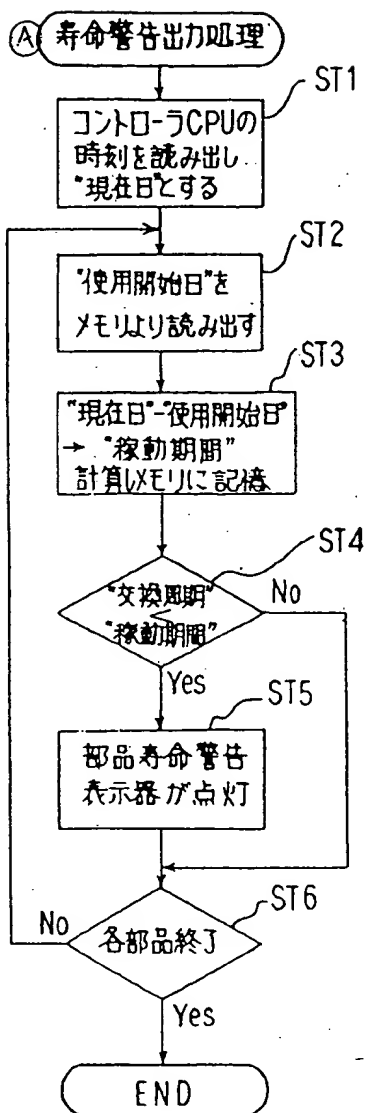 Ⓐ 寿命警告出力処理
ST1
コントローラCPUの
時刻を読み出し
"現在日"とする
ST2
"使用開始日"を
メモリより読み出す
ST3
"現在日"-"使用開始日"
→ "稼動期間"
計算しメモリに記憶
ST4
"交換周期"
<
"稼動期間"
No
Yes
ST5
部品寿命警告
表示器が点灯
ST6
No
各部品終了
Yes
END